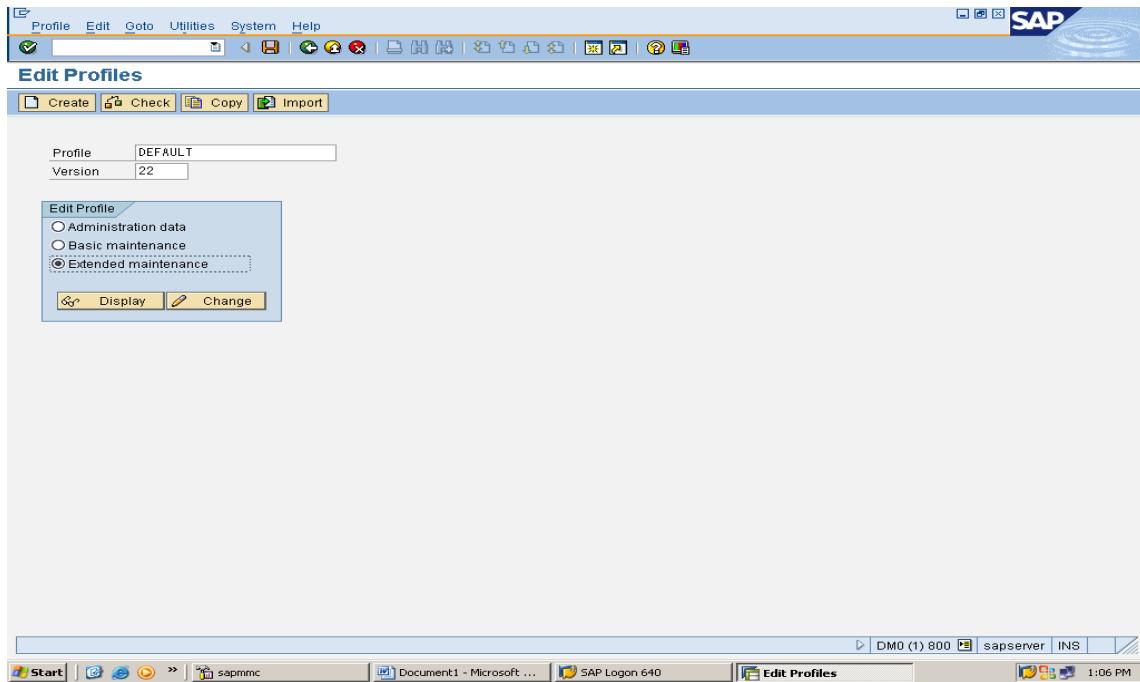 Profile Edit Goto Utilities System Help
SAP
Edit Profiles
Create Check Copy Import
Profile DEFAULT
Version 22
Edit Profile
Administration data
Basic maintenance
Extended maintenance
Display Change
DM0 (1) 800 sapserver INS
Start » sapmmc Document1 - Microsoft ... SAP Logon 640 Edit Profiles 1:06 PM